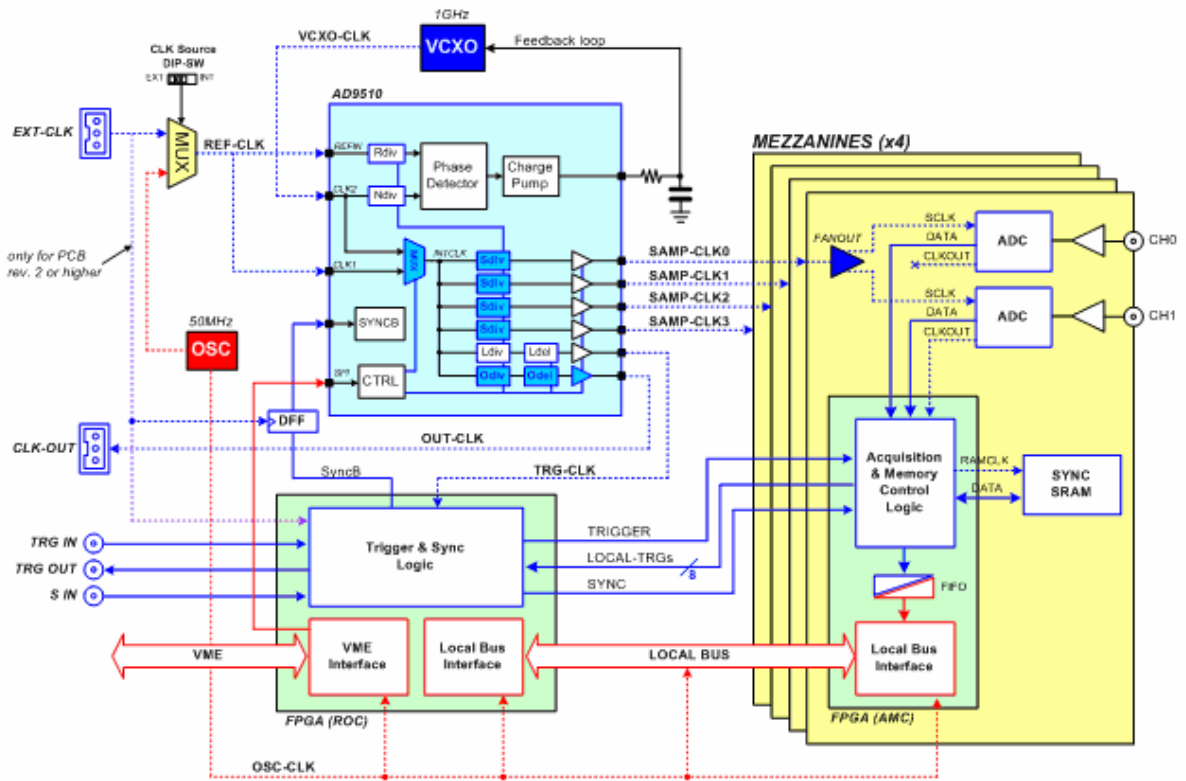 1GHz
VCXO-CLK
VCXO
Feedback loop
CLK Source
DIP-SW
EXT
INT
AD9510
EXT-CLK
MUX
REF-CLK
REFIN
Rdiv
Phase
Detector
Charge
Pump
CLK2
Ndiv
MEZZANINES (x4)
only for PCB
rev. 2 or higher
CLK1
MUX
INTCLK
Sdiv
SAMP-CLK0
Sdiv
SAMP-CLK1
Sdiv
SAMP-CLK2
Sdiv
SAMP-CLK3
FANOUT
SCLK
DATA
CLKOUT
ADC
CH0
SCLK
DATA
CLKOUT
ADC
CH1
50MHz
OSC
SYNCB
Ldiv
Ldel
SPI
CTRL
Odiv
Odel
DFF
CLK-OUT
OUT-CLK
SyncB
TRG-CLK
Acquisition
& Memory
Control
Logic
RAMCLK
DATA
SYNC
SRAM
TRG IN
TRG OUT
S IN
Trigger & Sync
Logic
TRIGGER
LOCAL-TRGs
8
SYNC
FIFO
VME
VME
Interface
Local Bus
Interface
LOCAL BUS
Local Bus
Interface
FPGA (ROC)
FPGA (AMC)
OSC-CLK